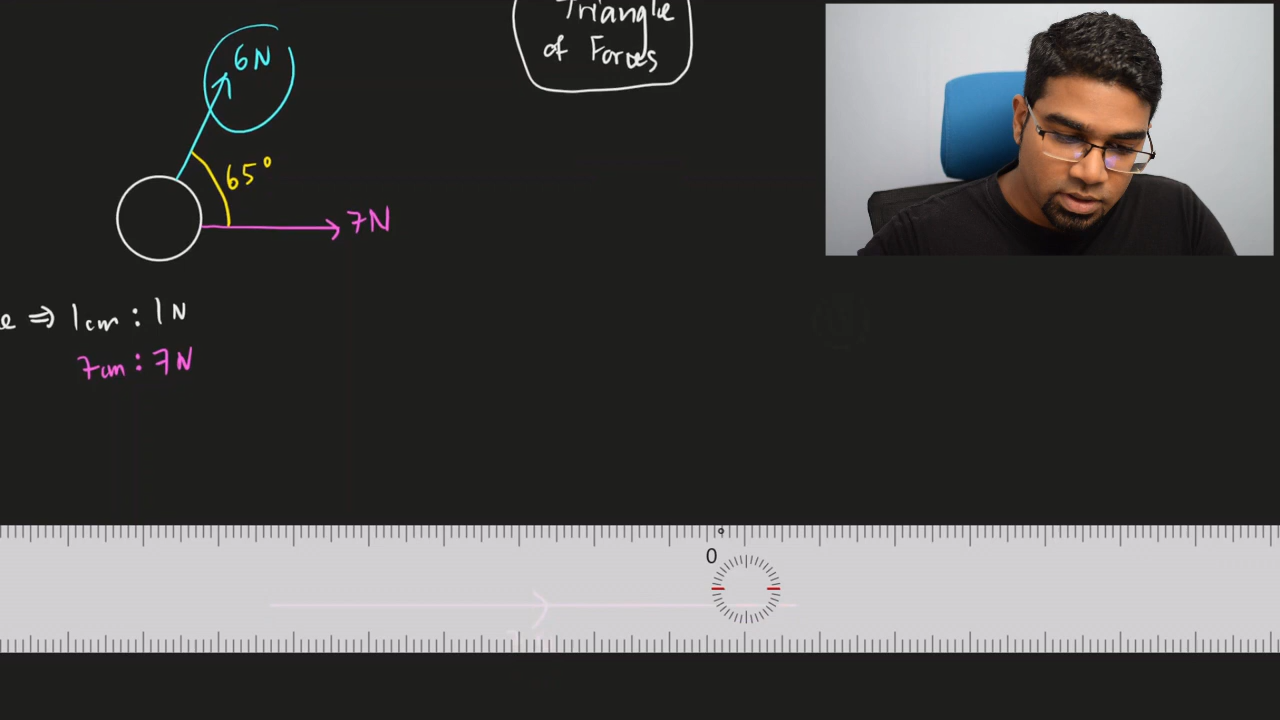 Triangle
of Forces
6N
65°
7N
e ⇒ 1cm : 1N
7cm : 7N
0